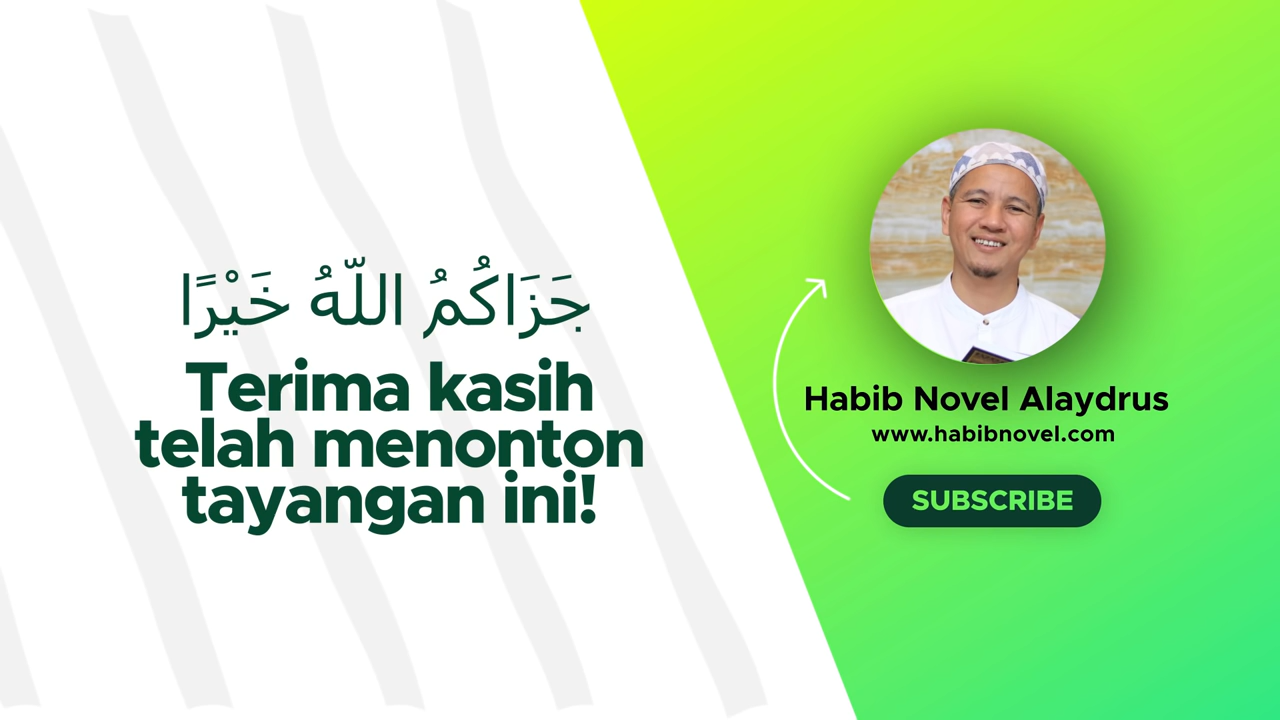 جَزَاكُمُ اللّهُ خَيْرًا
Terima kasih
telah menonton
tayangan ini!
Habib Novel Alaydrus
www.habibnovel.com
SUBSCRIBE